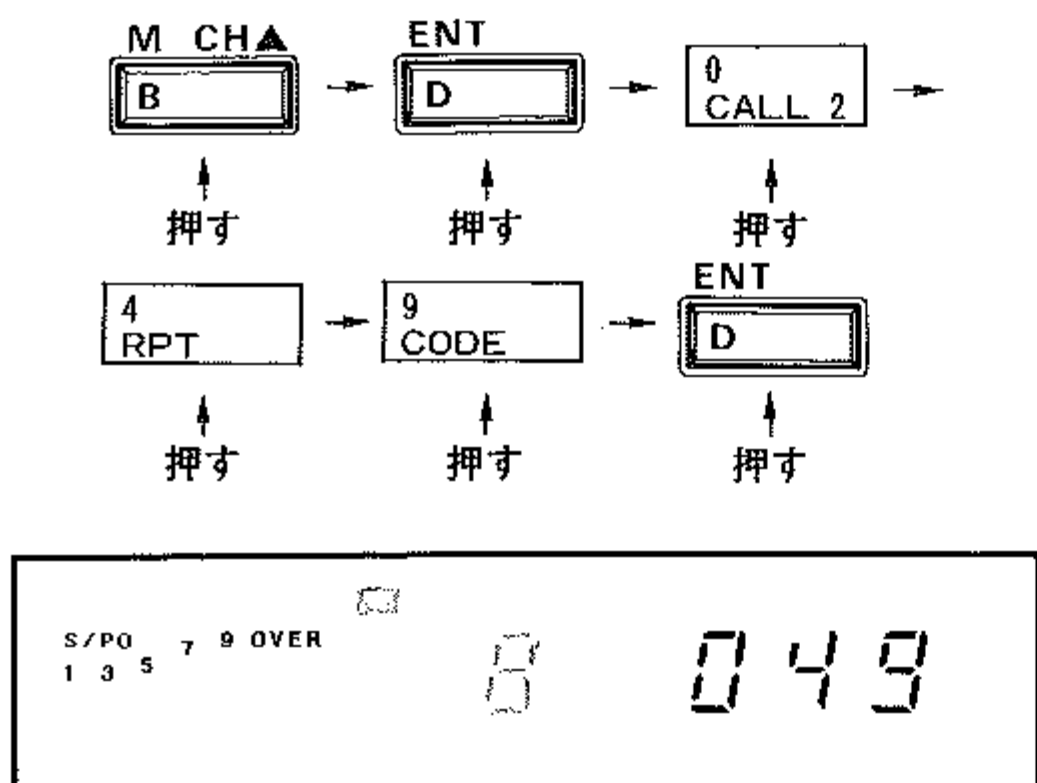 M CH▲ ENT
B → D → 0 →
CALL 2
押す 押す 押す
ENT
4 → 9 → D
RPT CODE
押す 押す 押す
S/PO 7 9 OVER
1 3 5
049